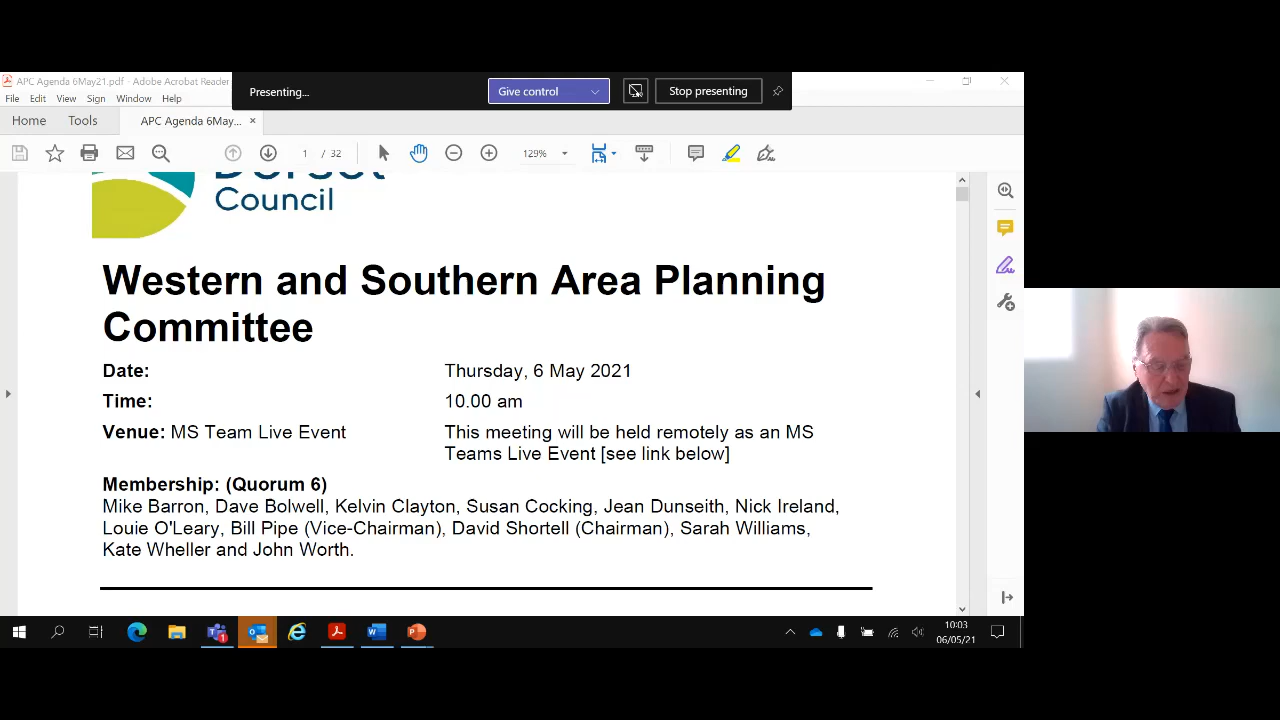 APC Agenda 6May21.pdf - Adobe Acrobat Reader
Presenting...
Give control
Stop presenting
File Edit View Sign Window Help
Home Tools APC Agenda 6May... ×
1 / 32 129%
Dorset
Council
Western and Southern Area Planning
Committee
Date: Thursday, 6 May 2021
Time: 10.00 am
Venue: MS Team Live Event This meeting will be held remotely as an MS
Teams Live Event [see link below]
Membership: (Quorum 6)
Mike Barron, Dave Bolwell, Kelvin Clayton, Susan Cocking, Jean Dunseith, Nick Ireland,
Louie O'Leary, Bill Pipe (Vice-Chairman), David Shortell (Chairman), Sarah Williams,
Kate Wheller and John Worth.
10:03
06/05/21